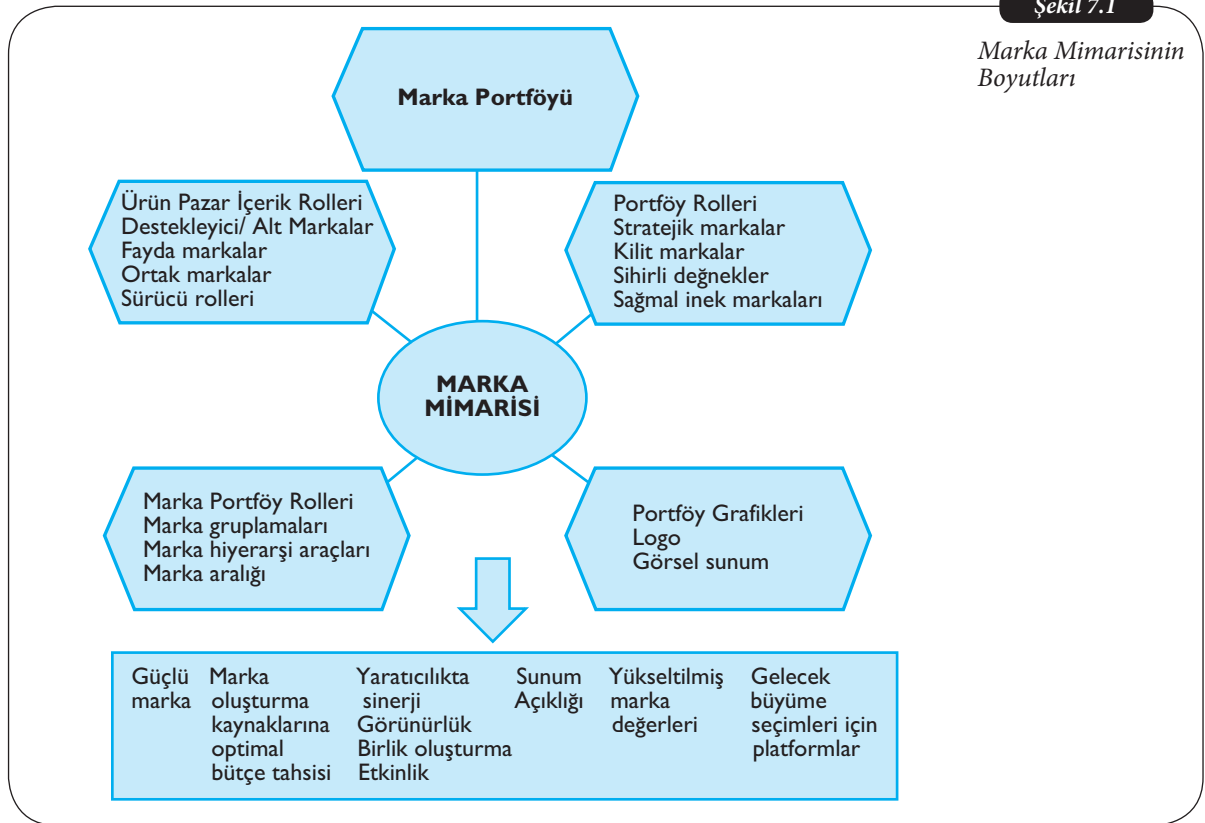 Şekil 7.1
Marka Mimarisinin
Boyutları
Marka Portföyü
Ürün Pazar İçerik Rolleri
Destekleyici/ Alt Markalar
Fayda markalar
Ortak markalar
Sürücü rolleri
Portföy Rolleri
Stratejik markalar
Kilit markalar
Sihirli değnekler
Sağmal inek markaları
MARKA
MİMARİSİ
Marka Portföy Rolleri
Marka gruplamaları
Marka hiyerarşi araçları
Marka aralığı
Portföy Grafikleri
Logo
Görsel sunum
Güçlü
marka
Marka
oluşturma
kaynaklarına
optimal
bütçe tahsisi
Yaratıcılıkta
sinerji
Görünürlük
Birlik oluşturma
Etkinlik
Sunum
Açıklığı
Yükseltilmiş
marka
değerleri
Gelecek
büyüme
seçimleri için
platformlar